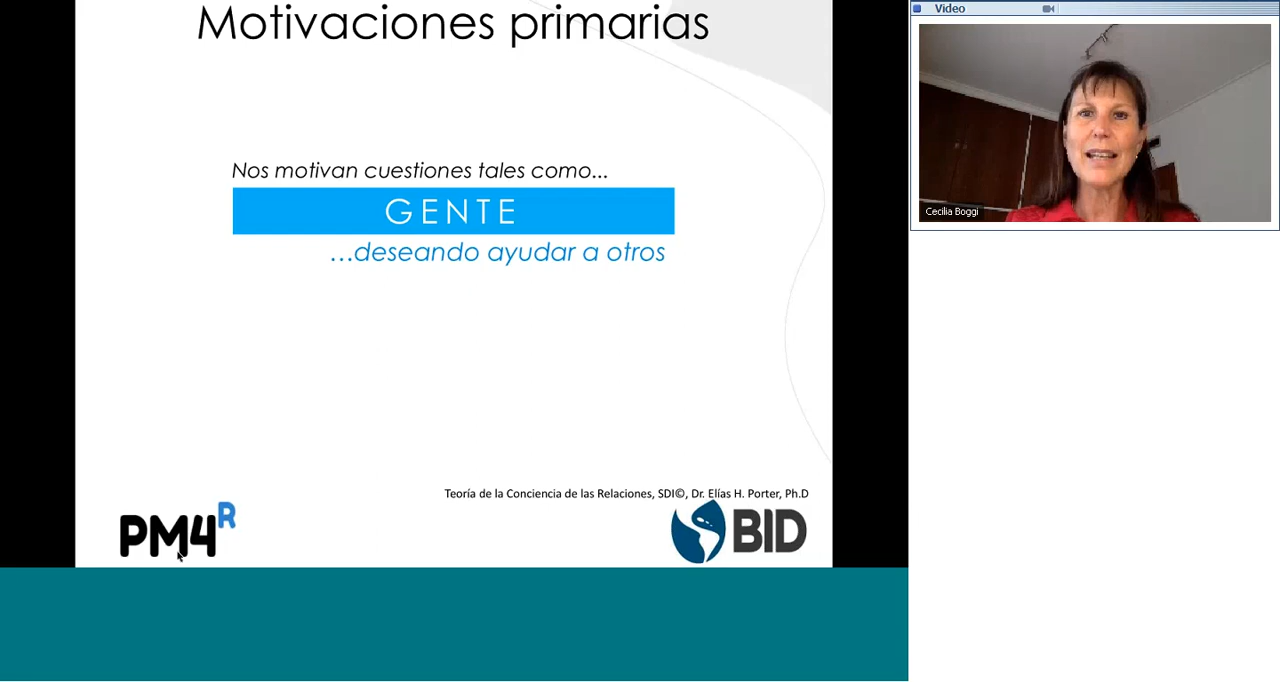 Motivaciones primarias
Nos motivan cuestiones tales como...
GENTE
...deseando ayudar a otros
Teoría de la Conciencia de las Relaciones, SDI©, Dr. Elías H. Porter, Ph.D
PM4R
BID
Video
Cecilia Boggi